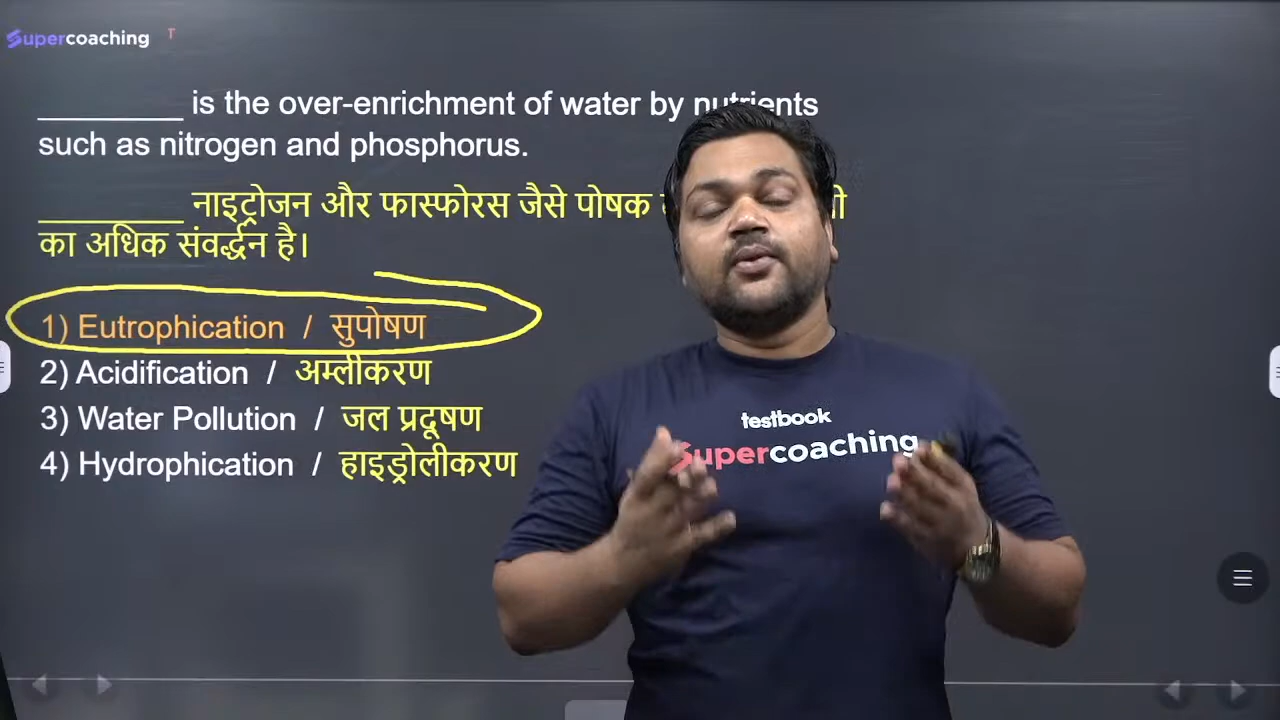 Supercoaching
_________ is the over-enrichment of water by nutrients
such as nitrogen and phosphorus.
_________ नाइट्रोजन और फास्फोरस जैसे पोषक
का अधिक संवर्द्धन है।
1) Eutrophication / सुपोषण
2) Acidification / अम्लीकरण
3) Water Pollution / जल प्रदूषण
4) Hydrophication / हाइड्रोलीकरण
testbook
Supercoaching